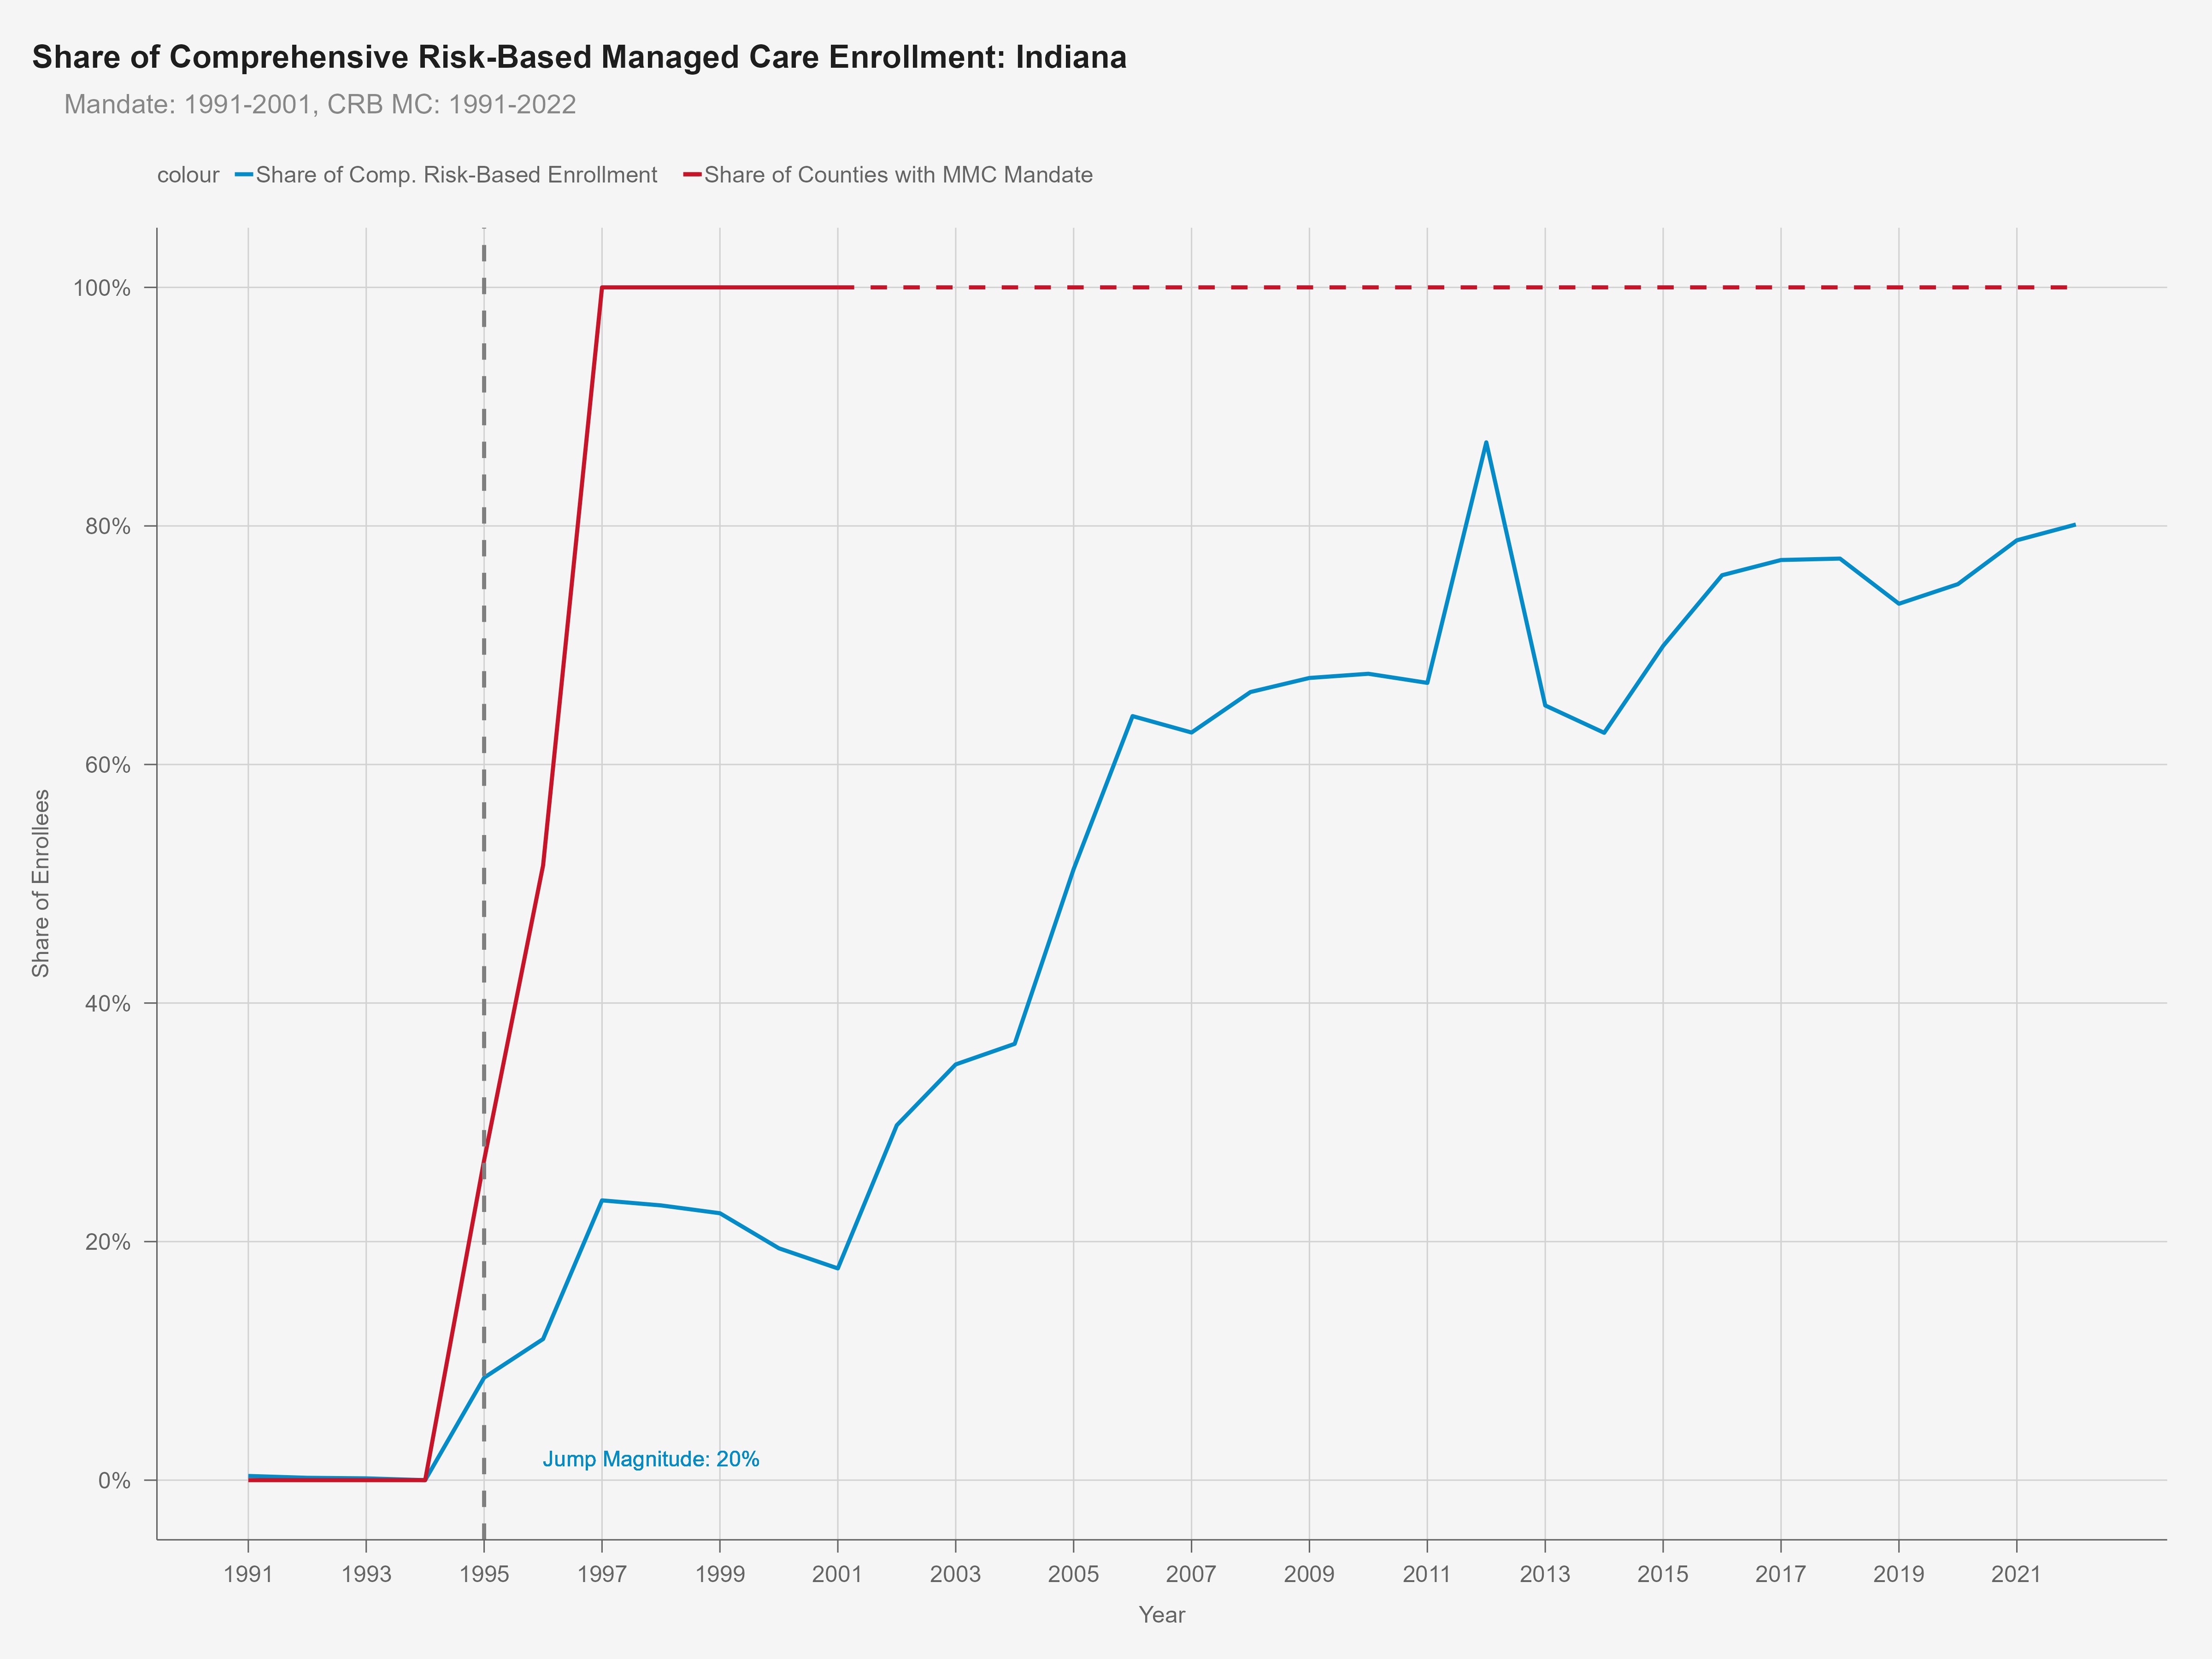 Share of Comprehensive Risk-Based Managed Care Enrollment: Indiana
Mandate: 1991-2001, CRB MC: 1991-2022
colour Share of Comp. Risk-Based Enrollment Share of Counties with MMC Mandate
100%
80%
60%
40%
20%
0%
Share of Enrollees
Jump Magnitude: 20%
1991 1993 1995 1997 1999 2001 2003 2005 2007 2009 2011 2013 2015 2017 2019 2021
Year